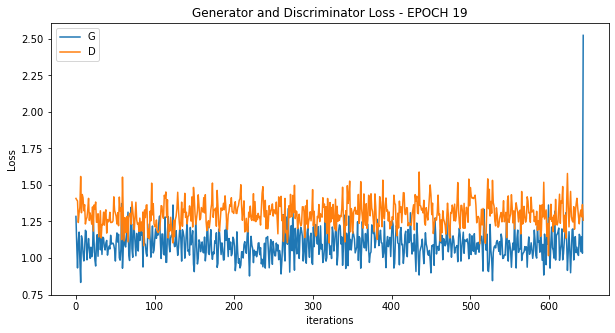 Generator and Discriminator Loss - EPOCH 19
G
D
Loss
2.50
2.25
2.00
1.75
1.50
1.25
1.00
0.75
0 100 200 300 400 500 600
iterations